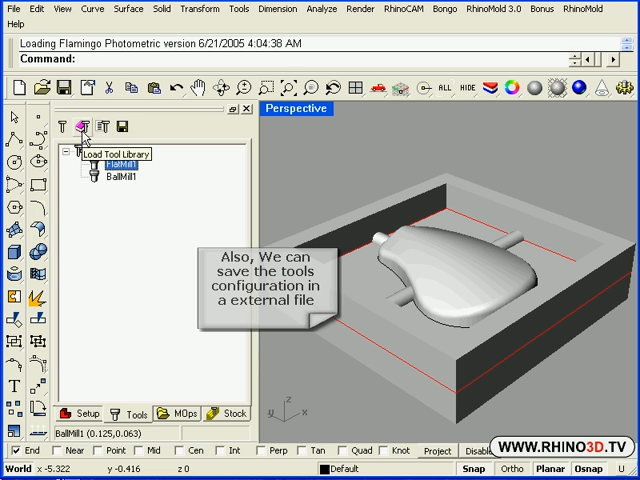 File Edit View Curve Surface Solid Transform Tools Dimension Analyze Render RhinoCAM Bongo RhinoMold 3.0 Bonus RhinoMold
Help
Loading Flamingo Photometric version 6/21/2005 4:04:38 AM
Command:
ALL HIDE
Perspective
Load Tool Library
FlatMill1
BallMill1
Also, We can
save the tools
configuration in
a external file
z
y x
Setup Tools MOps Stock
BallMill1 (0.125,0.063)
End Near Point Mid Cen Int Perp Tan Quad Knot Project Disable
WWW.RHINO3D.TV
World x -5.322 y -0.416 z 0 Default Snap Ortho Planar Osnap